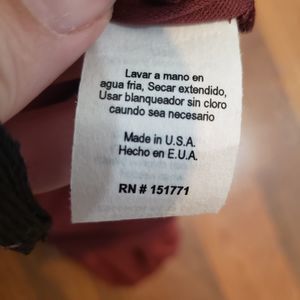 Lavar a mano en
agua fria, Secar extendido,
Usar blanqueador sin cloro
caundo sea necesario
Made in U.S.A.
Hecho en E.U.A.
RN # 151771